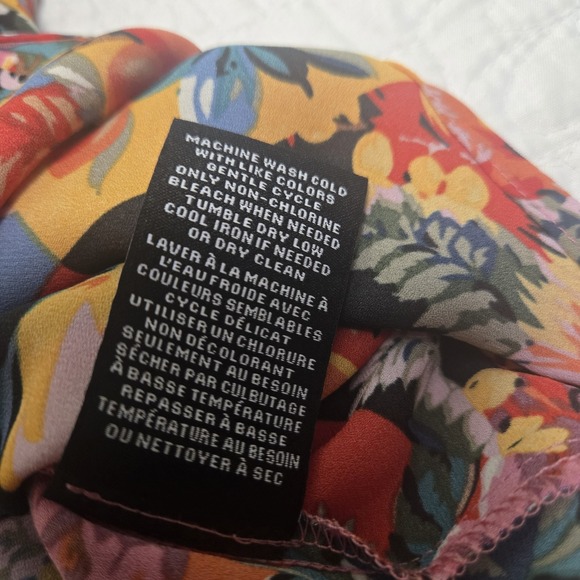 MACHINE WASH COLD
WITH LIKE COLORS
GENTLE CYCLE
ONLY NON-CHLORINE
BLEACH WHEN NEEDED
TUMBLE DRY LOW
COOL IRON IF NEEDED
OR DRY CLEAN
LAVER À LA MACHINE À
L'EAU FROIDE AVEC
COULEURS SEMBLABLES
CYCLE DÉLICAT
UTILISER UN CHLORURE
NON DÉCOLORANT
SEULEMENT AU BESOIN
SÉCHER PAR CULBUTAGE
À BASSE TEMPÉRATURE
REPASSER À BASSE
TEMPÉRATURE AU BESOIN
OU NETTOYER À SEC